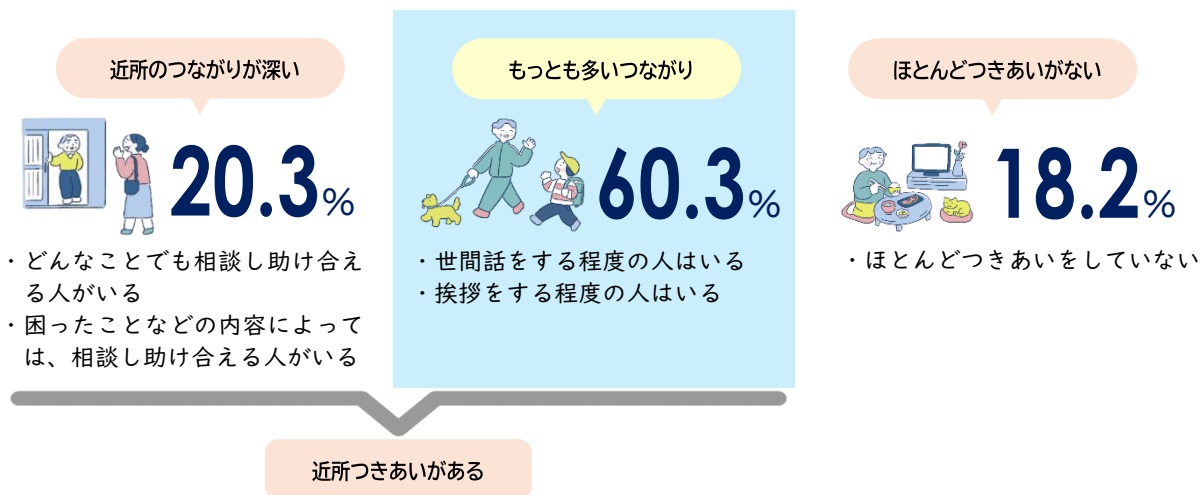 近所のつながりが深い
20.3%
・どんなことでも相談し助け合え
る人がいる
・困ったことなどの内容によって
は、相談し助け合える人がいる
もっとも多いつながり
60.3%
・世間話をする程度の人はいる
・挨拶をする程度の人はいる
ほとんどつきあいがない
18.2%
・ほとんどつきあいをしていない
近所つきあいがある